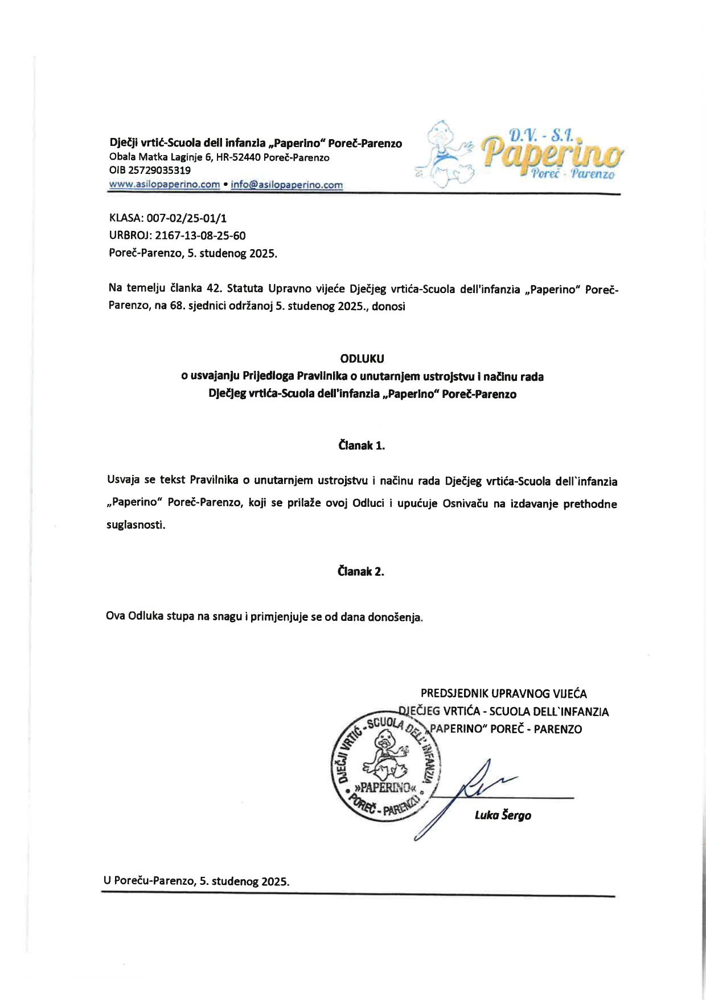 Dječji vrtić-Scuola dell infanzia „Paperino“ Poreč-Parenzo
Obala Matka Laginje 6, HR-52440 Poreč-Parenzo
OIB 25729035319
www.asilopaperino.com • info@asilopaperino.com
D.V. - S.I.
Paperino
Poreč - Parenzo
KLASA: 007-02/25-01/1
URBROJ: 2167-13-08-25-60
Poreč-Parenzo, 5. studenog 2025.
Na temelju članka 42. Statuta Upravno vijeće Dječjeg vrtića-Scuola dell'infanzia „Paperino“ Poreč-
Parenzo, na 68. sjednici održanoj 5. studenog 2025., donosi
ODLUKU
o usvajanju Prijedloga Pravilnika o unutarnjem ustrojstvu i načinu rada
Dječjeg vrtića-Scuola dell'infanzia „Paperino“ Poreč-Parenzo
Članak 1.
Usvaja se tekst Pravilnika o unutarnjem ustrojstvu i načinu rada Dječjeg vrtića-Scuola dell`infanzia
„Paperino“ Poreč-Parenzo, koji se prilaže ovoj Odluci i upućuje Osnivaču na izdavanje prethodne
suglasnosti.
Članak 2.
Ova Odluka stupa na snagu i primjenjuje se od dana donošenja.
PREDSJEDNIK UPRAVNOG VIJEĆA
DJEČJEG VRTIĆA - SCUOLA DELL`INFANZIA
„PAPERINO“ POREČ - PARENZO
DJEČJI VRTIĆ - SCUOLA DELL' INFANZIA
»PAPERINO«
POREČ - PARENZO
Luka Šergo
U Poreču-Parenzo, 5. studenog 2025.